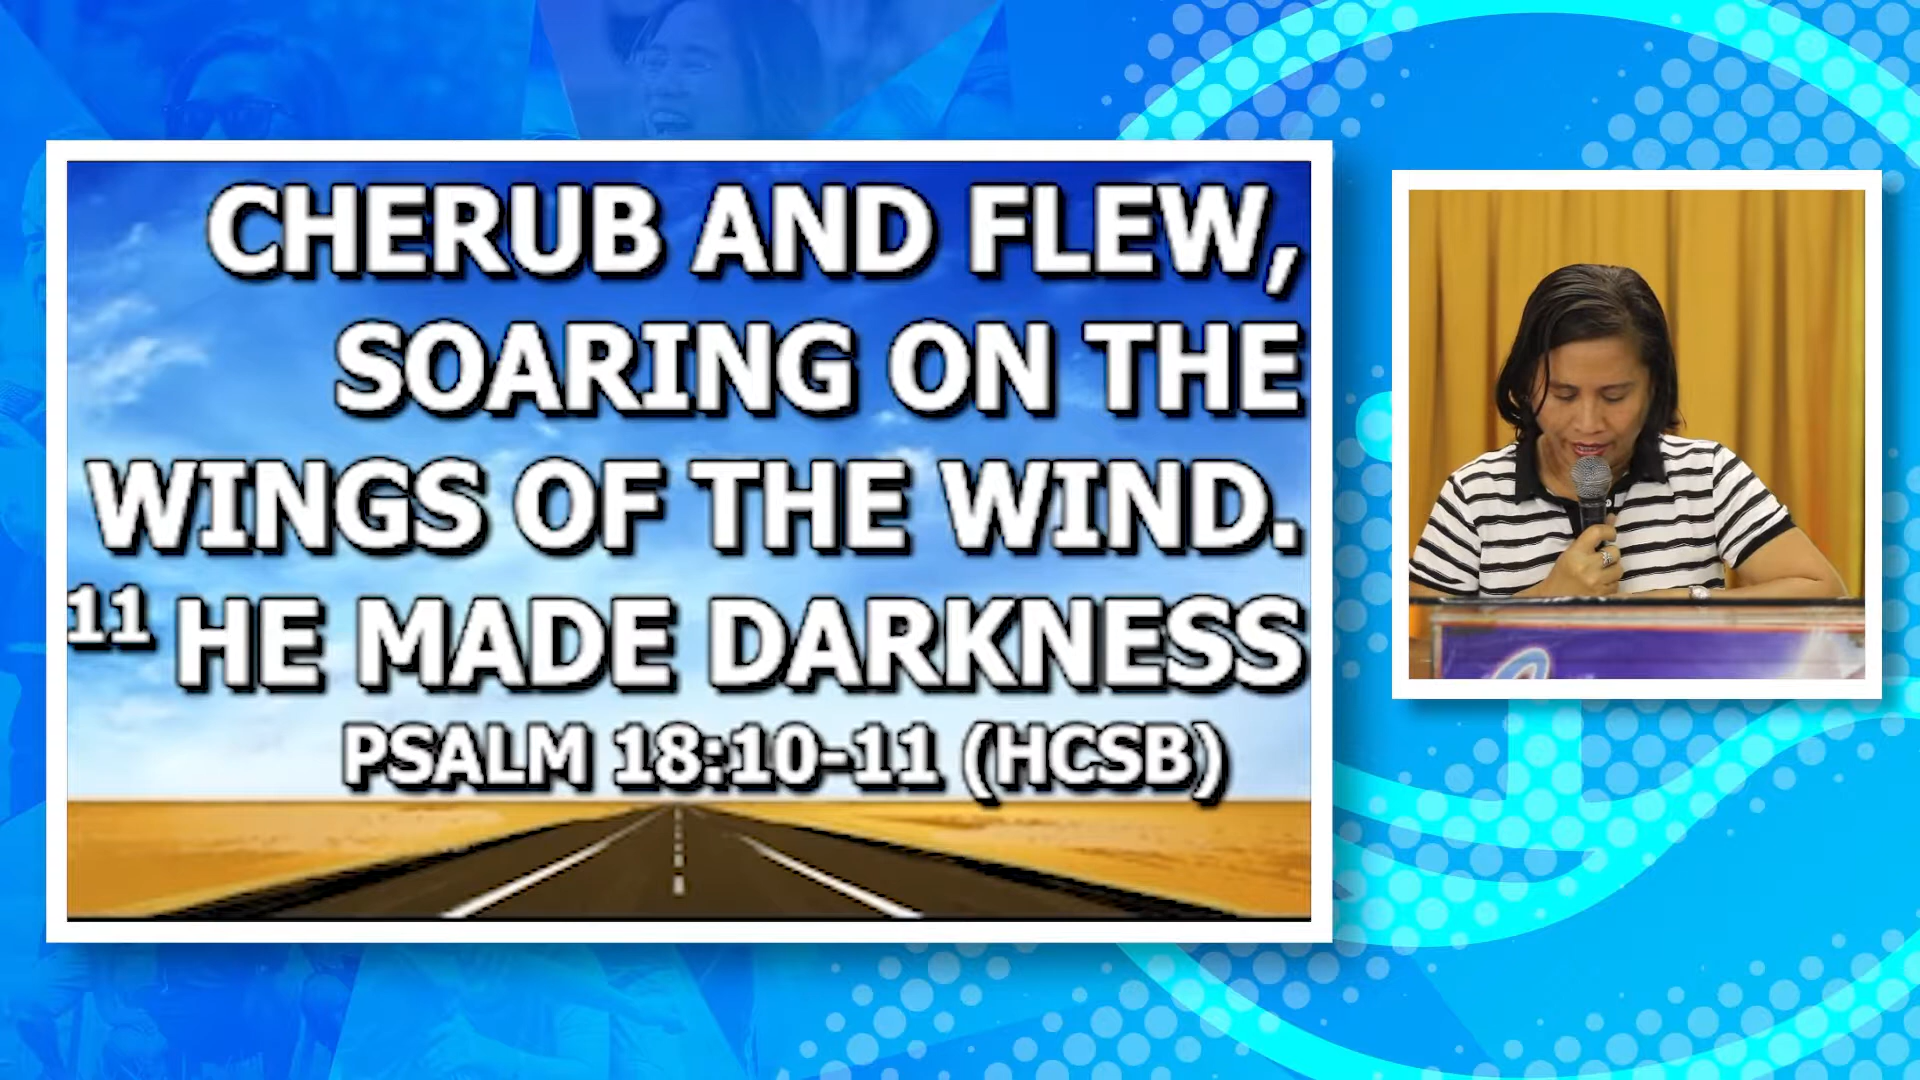 CHERUB AND FLEW,
SOARING ON THE
WINGS OF THE WIND.
11 HE MADE DARKNESS
PSALM 18:10-11 (HCSB)